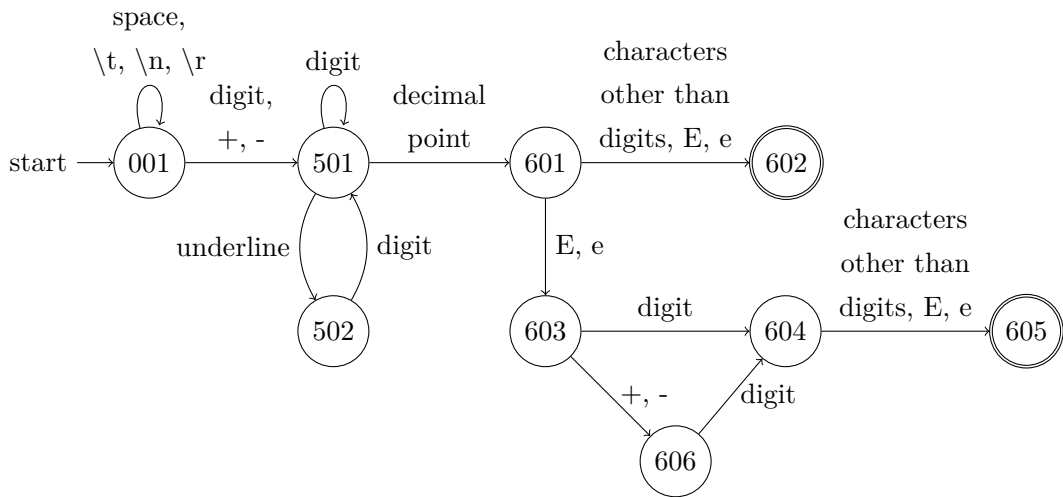 space,
\t, \n, \r
digit,
+, -
digit
decimal
point
characters
other than
digits, E, e
start
001
501
601
602
underline
digit
E, e
characters
other than
digits, E, e
502
603
digit
604
605
+, -
digit
606